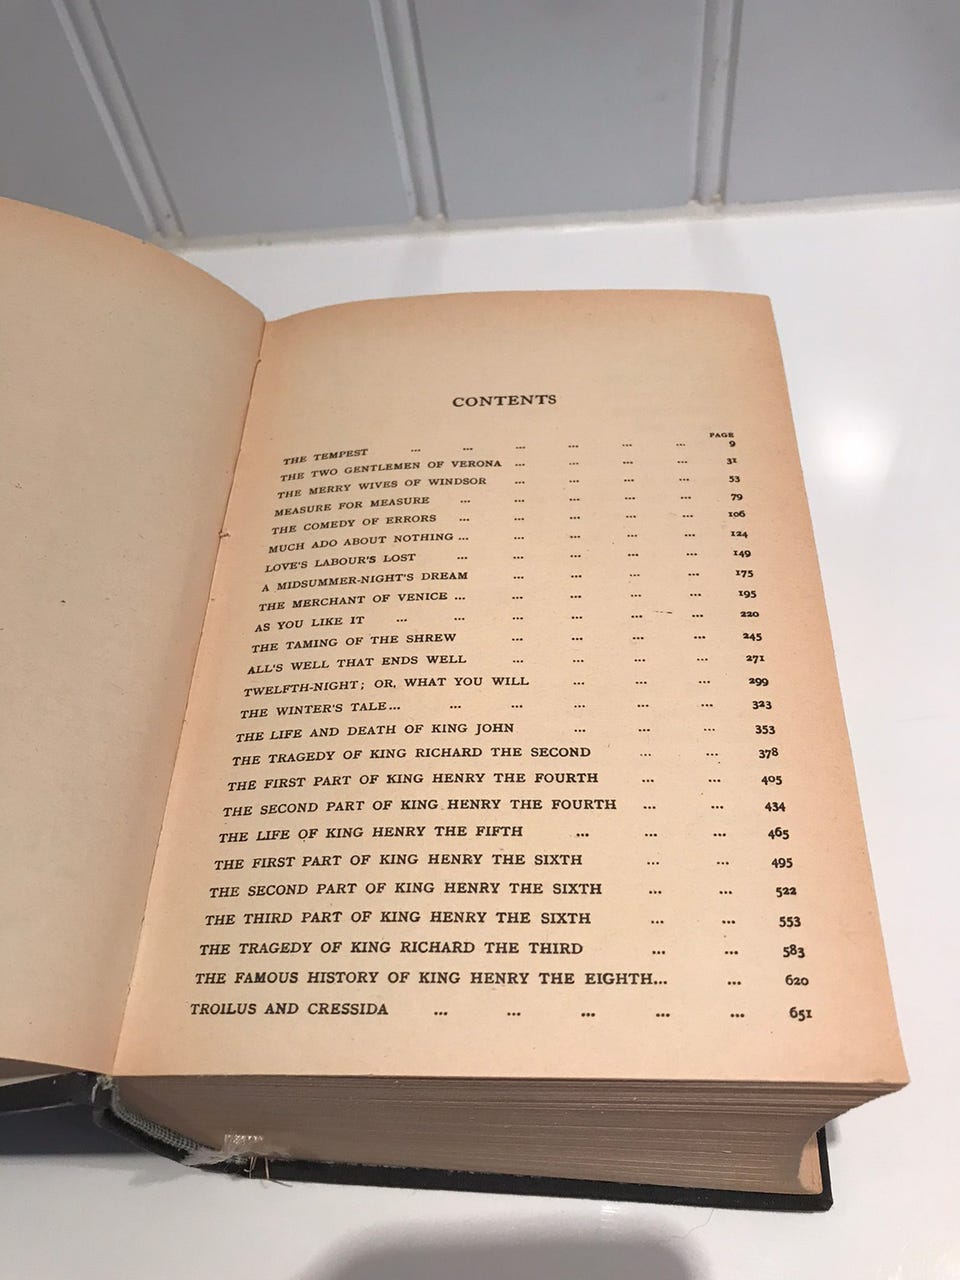 CONTENTS
PAGE
THE TEMPEST ... ... ... ... ... ... 9
THE TWO GENTLEMEN OF VERONA ... ... ... ... 31
THE MERRY WIVES OF WINDSOR ... ... ... ... 53
MEASURE FOR MEASURE ... ... ... ... ... 79
THE COMEDY OF ERRORS ... ... ... ... ... 106
MUCH ADO ABOUT NOTHING ... ... ... ... ... 124
LOVE'S LABOUR'S LOST ... ... ... ... ... 149
A MIDSUMMER-NIGHT'S DREAM ... ... ... ... 175
THE MERCHANT OF VENICE ... ... ... ... ... 195
AS YOU LIKE IT ... ... ... ... ... ... 220
THE TAMING OF THE SHREW ... ... ... ... 245
ALL'S WELL THAT ENDS WELL ... ... ... ... 271
TWELFTH-NIGHT; OR, WHAT YOU WILL ... ... ... 299
THE WINTER'S TALE ... ... ... ... ... ... 323
THE LIFE AND DEATH OF KING JOHN ... ... ... 353
THE TRAGEDY OF KING RICHARD THE SECOND ... ... 378
THE FIRST PART OF KING HENRY THE FOURTH ... ... 405
THE SECOND PART OF KING HENRY THE FOURTH ... ... 434
THE LIFE OF KING HENRY THE FIFTH ... ... ... 465
THE FIRST PART OF KING HENRY THE SIXTH ... ... 495
THE SECOND PART OF KING HENRY THE SIXTH ... ... 522
THE THIRD PART OF KING HENRY THE SIXTH ... ... 553
THE TRAGEDY OF KING RICHARD THE THIRD ... ... 583
THE FAMOUS HISTORY OF KING HENRY THE EIGHTH ... ... 620
TROILUS AND CRESSIDA ... ... ... ... ... 651